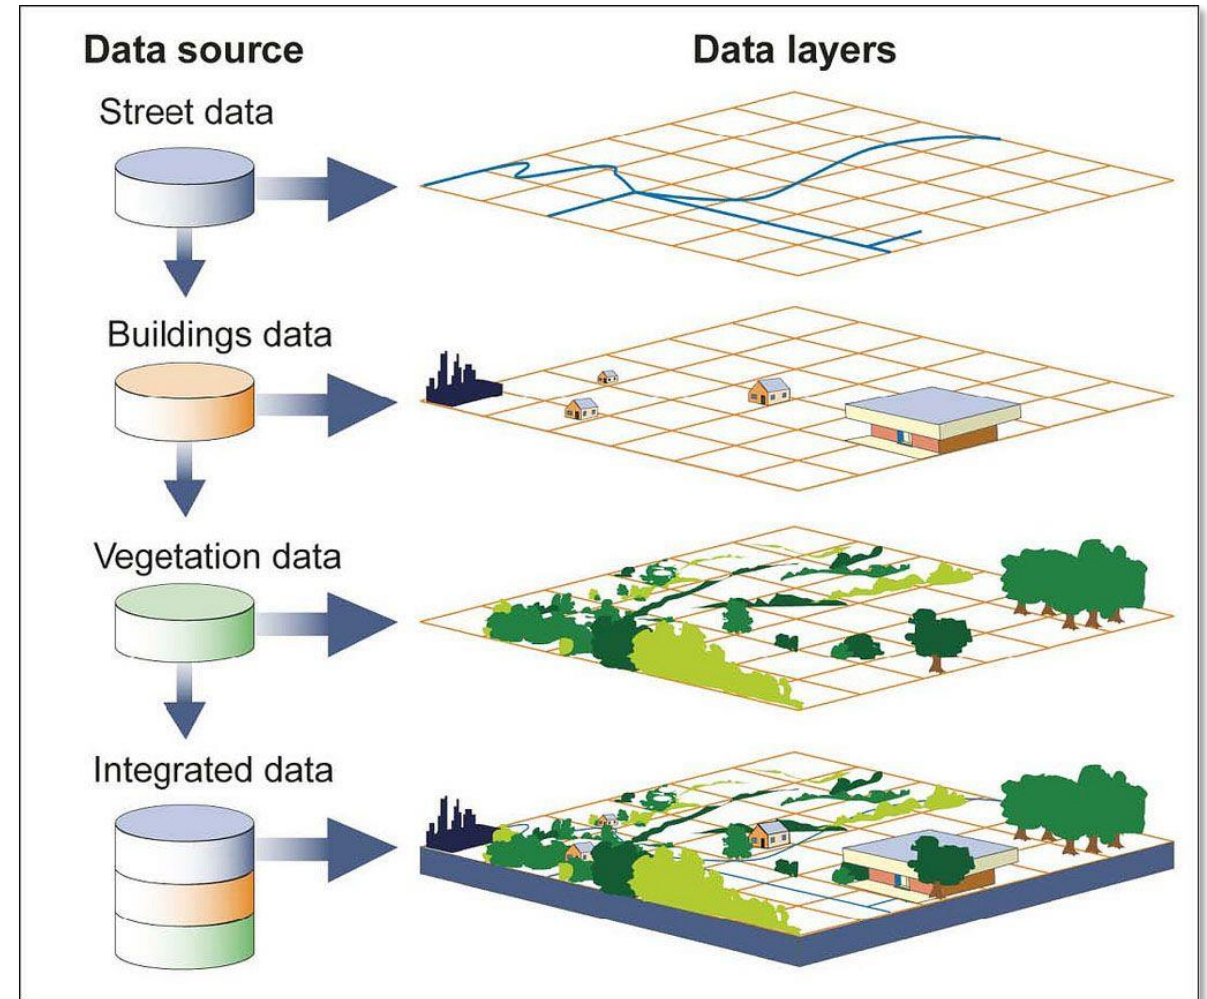 Data source
Data layers
Street data
Buildings data
Vegetation data
Integrated data